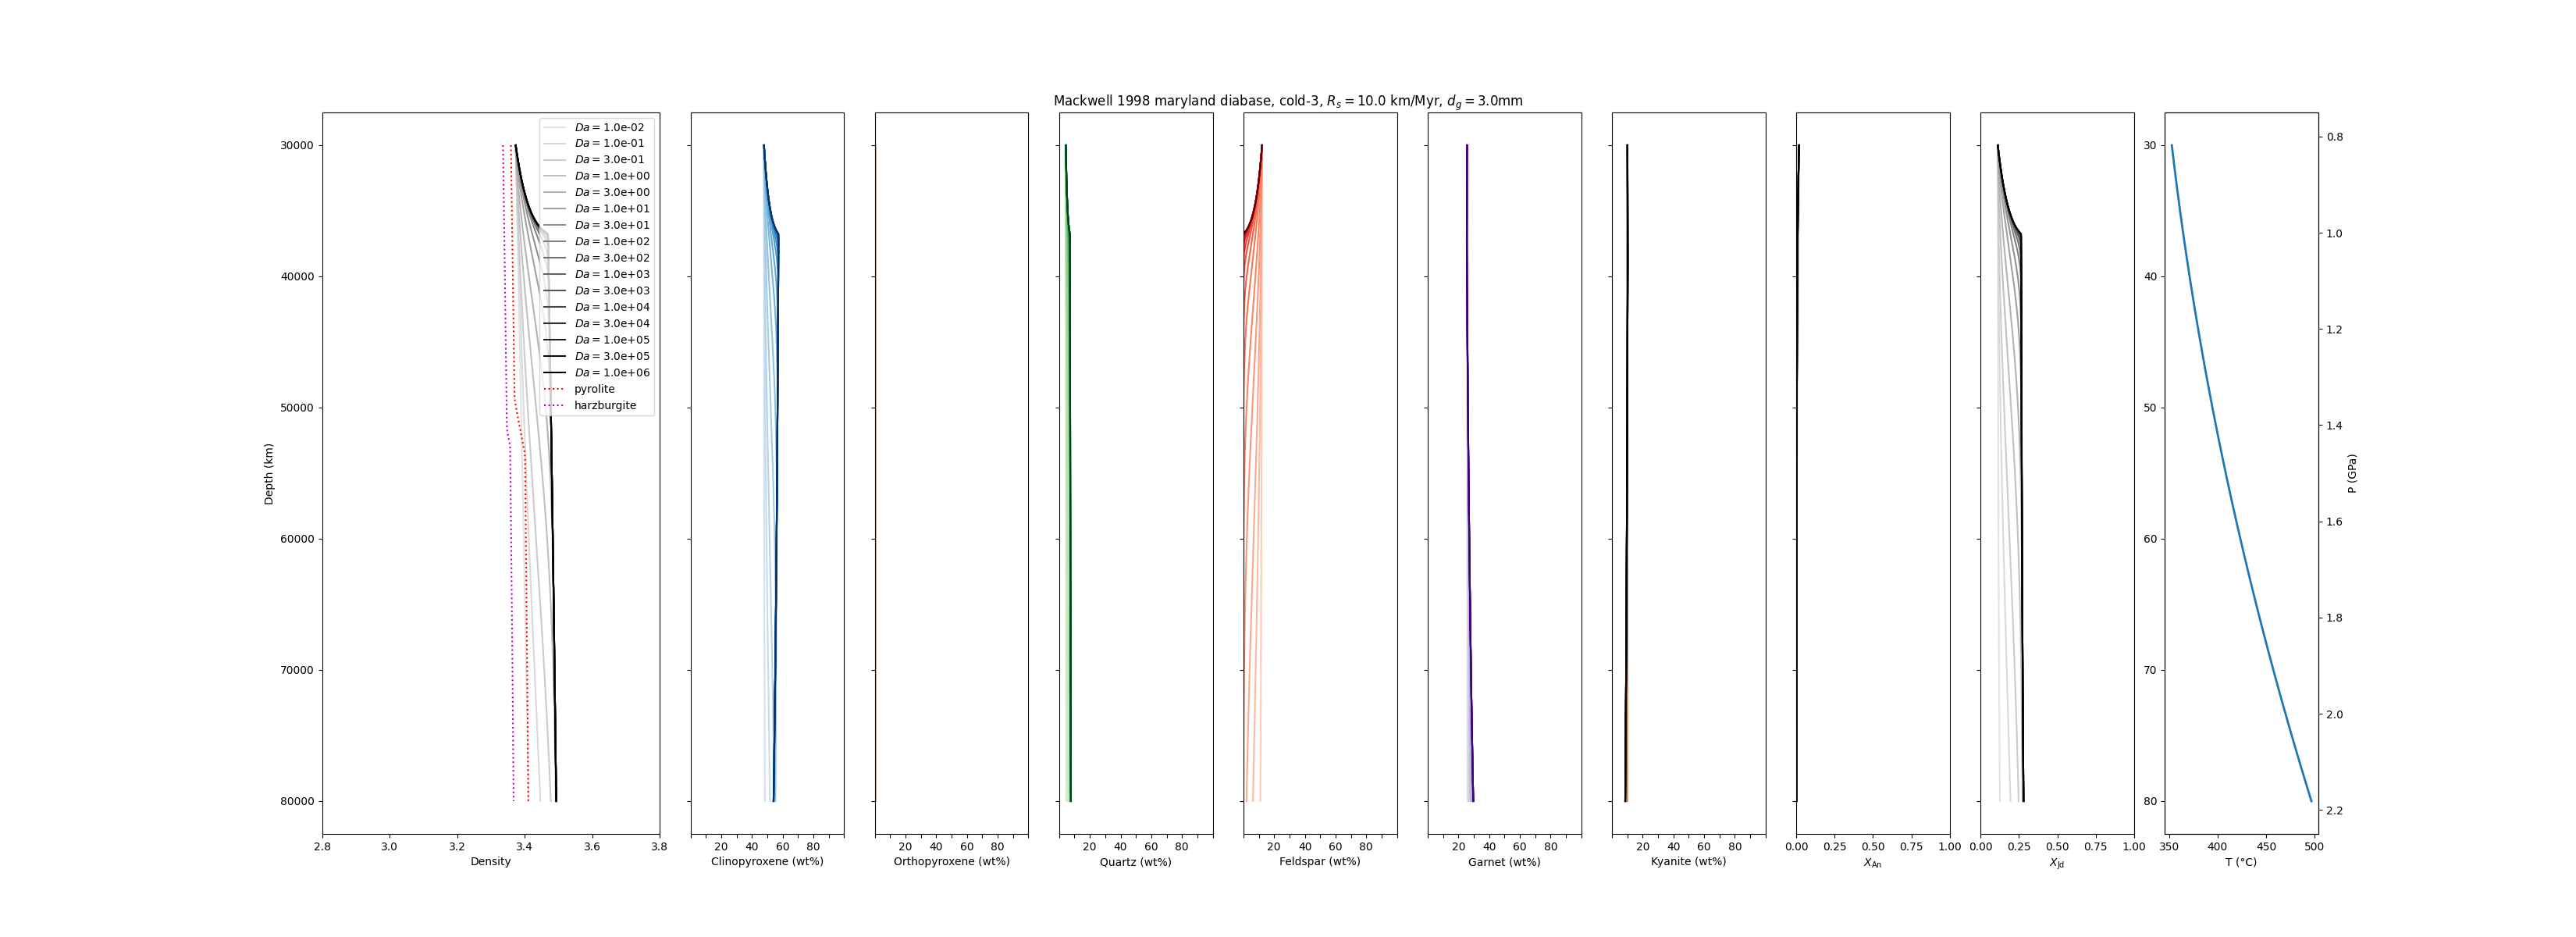 Mackwell 1998 maryland diabase, cold-3, Rs = 10.0 km/Myr, dg = 3.0mm
Da = 1.0e-02
Da = 1.0e-01
Da = 3.0e-01
Da = 1.0e+00
Da = 3.0e+00
Da = 1.0e+01
Da = 3.0e+01
Da = 1.0e+02
Da = 3.0e+02
Da = 1.0e+03
Da = 3.0e+03
Da = 1.0e+04
Da = 3.0e+04
Da = 1.0e+05
Da = 3.0e+05
Da = 1.0e+06
pyrolite
harzburgite
Depth (km)
30000
40000
50000
60000
70000
80000
2.8 3.0 3.2 3.4 3.6 3.8
Density
20 40 60 80
Clinopyroxene (wt%)
20 40 60 80
Orthopyroxene (wt%)
20 40 60 80
Quartz (wt%)
20 40 60 80
Feldspar (wt%)
20 40 60 80
Garnet (wt%)
20 40 60 80
Kyanite (wt%)
0.00 0.25 0.50 0.75 1.00
XAn
0.00 0.25 0.50 0.75 1.00
XJd
30
40
50
60
70
80
350 400 450 500
T (°C)
0.8
1.0
1.2
1.4
1.6
1.8
2.0
2.2
P (GPa)